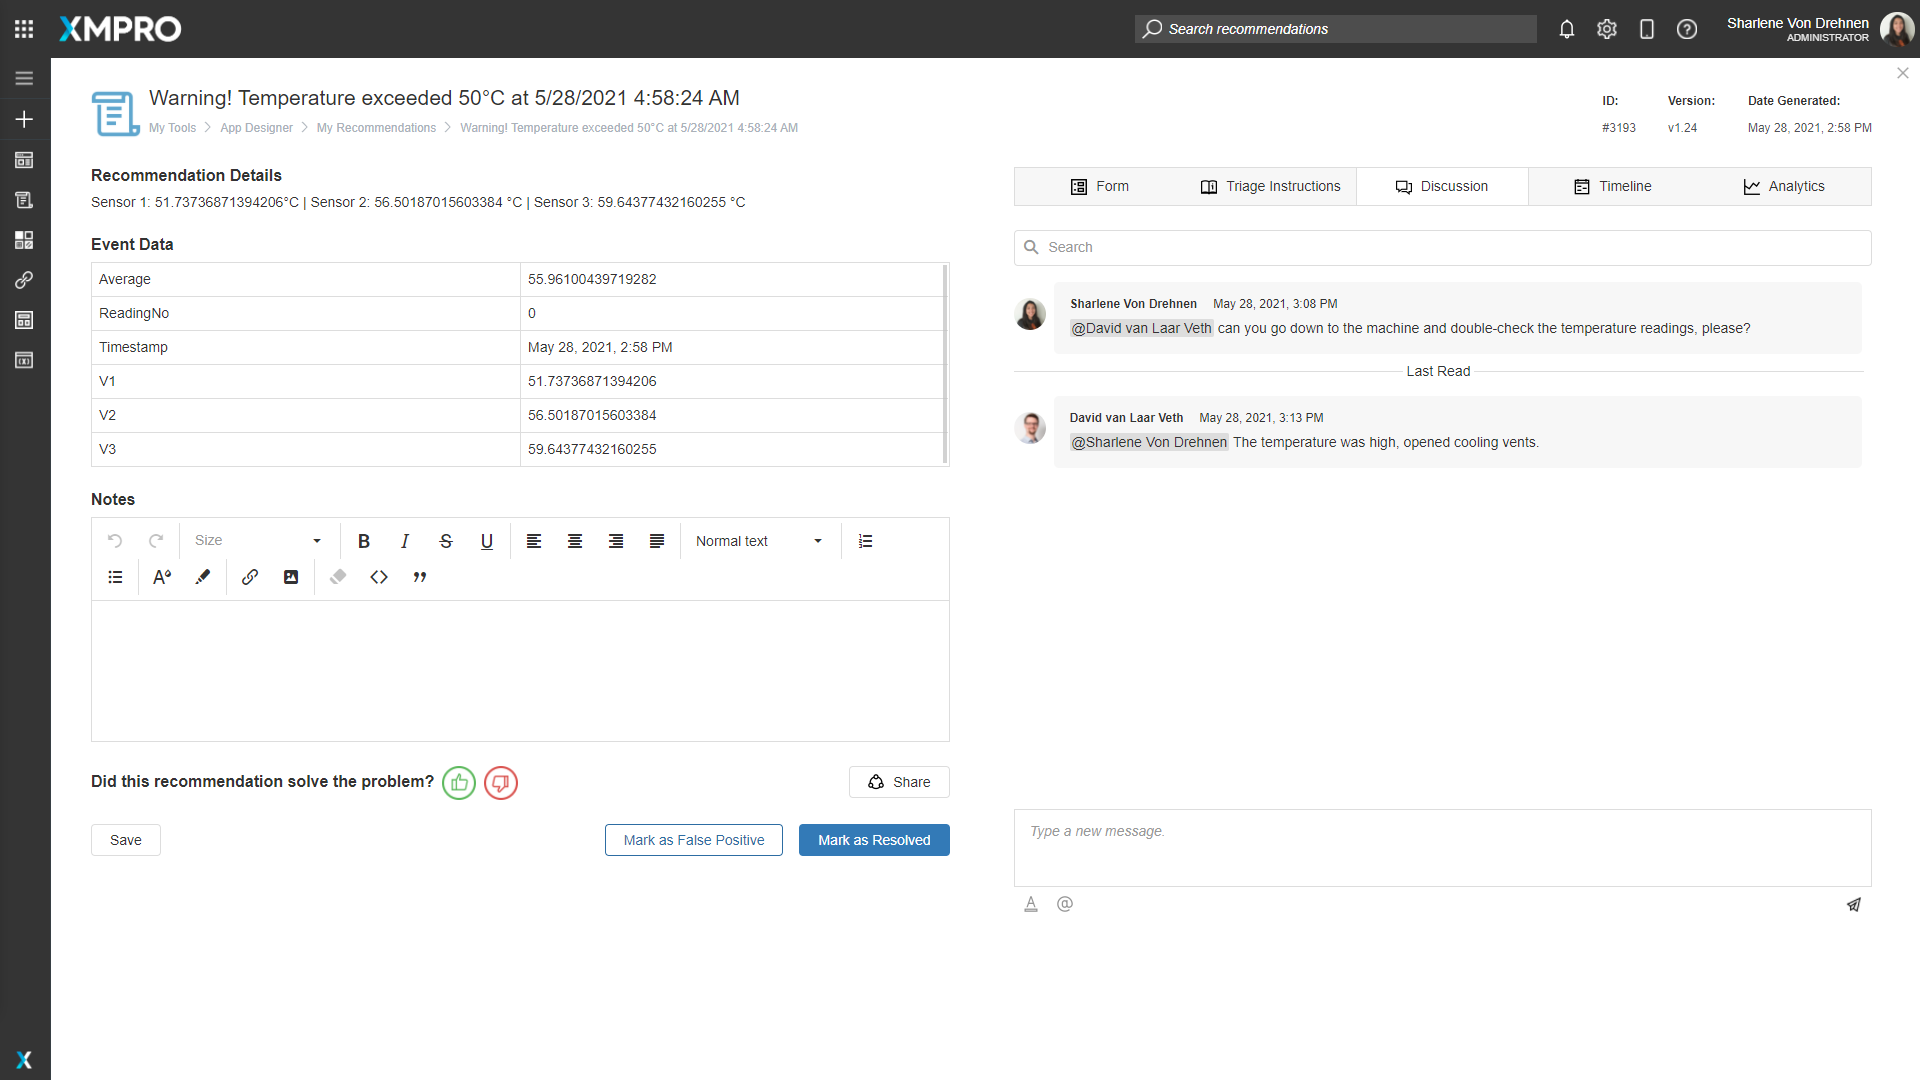 XMPRO
Search recommendations
Sharlene Von Drehnen
ADMINISTRATOR
Warning! Temperature exceeded 50°C at 5/28/2021 4:58:24 AM
My Tools > App Designer > My Recommendations > Warning! Temperature exceeded 50°C at 5/28/2021 4:58:24 AM
ID: Version: Date Generated:
#3193 v1.24 May 28, 2021, 2:58 PM
Recommendation Details
Sensor 1: 51.73736871394206°C | Sensor 2: 56.50187015603384 °C | Sensor 3: 59.64377432160255 °C
Event Data
Average 55.96100439719282
ReadingNo 0
Timestamp May 28, 2021, 2:58 PM
V1 51.73736871394206
V2 56.50187015603384
V3 59.64377432160255
Notes
Size B I S U Normal text
A
Did this recommendation solve the problem?
Share
Save Mark as False Positive Mark as Resolved
Form Triage Instructions Discussion Timeline Analytics
Search
Sharlene Von Drehnen May 28, 2021, 3:08 PM
@David van Laar Veth can you go down to the machine and double-check the temperature readings, please?
Last Read
David van Laar Veth May 28, 2021, 3:13 PM
@Sharlene Von Drehnen The temperature was high, opened cooling vents.
Type a new message.
A @
X